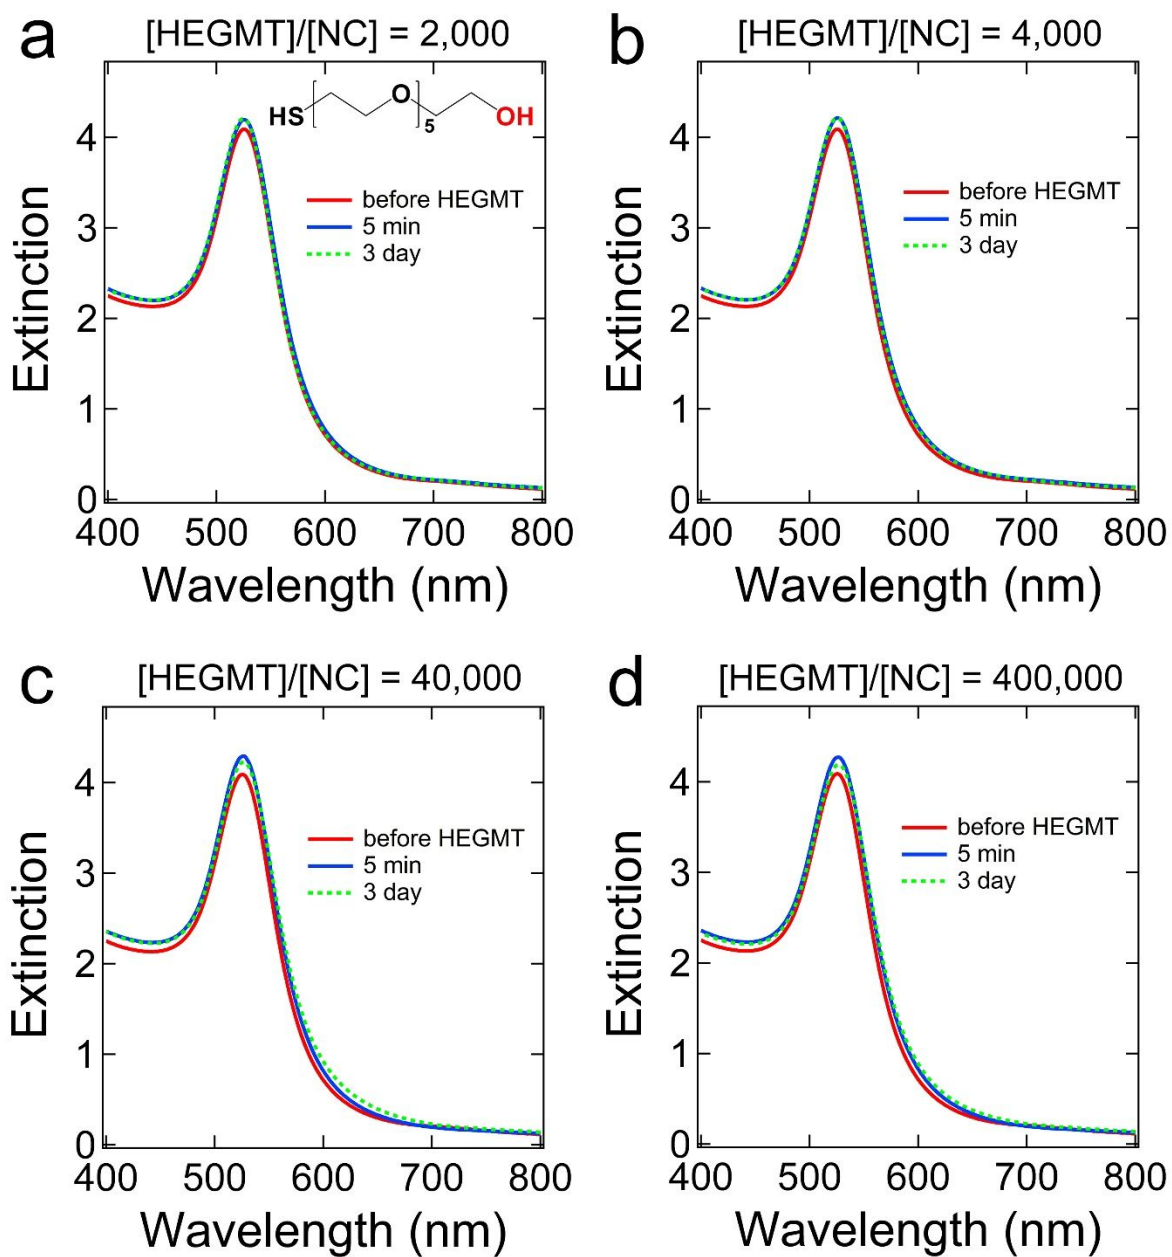 a
[HEGMT]/[NC] = 2,000
HS
O
5
OH
before HEGMT
5 min
3 day
4
3
2
1
0
Extinction
400 500 600 700 800
Wavelength (nm)
b
[HEGMT]/[NC] = 4,000
before HEGMT
5 min
3 day
4
3
2
1
0
Extinction
400 500 600 700 800
Wavelength (nm)
c
[HEGMT]/[NC] = 40,000
before HEGMT
5 min
3 day
4
3
2
1
0
Extinction
400 500 600 700 800
Wavelength (nm)
d
[HEGMT]/[NC] = 400,000
before HEGMT
5 min
3 day
4
3
2
1
0
Extinction
400 500 600 700 800
Wavelength (nm)